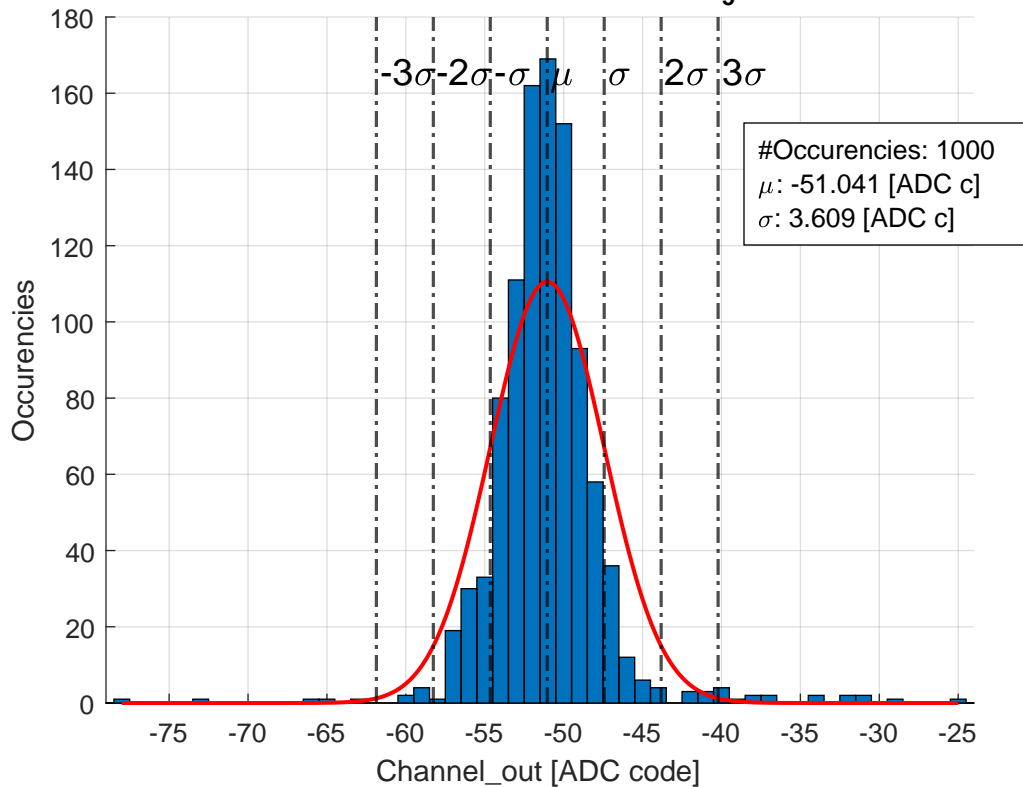 180
160
140
120
100
80
60
40
20
0
Occurencies
-3σ -2σ -σ μ σ 2σ 3σ
#Occurencies: 1000
μ: -51.041 [ADC c]
σ: 3.609 [ADC c]
-75 -70 -65 -60 -55 -50 -45 -40 -35 -30 -25
Channel_out [ADC code]